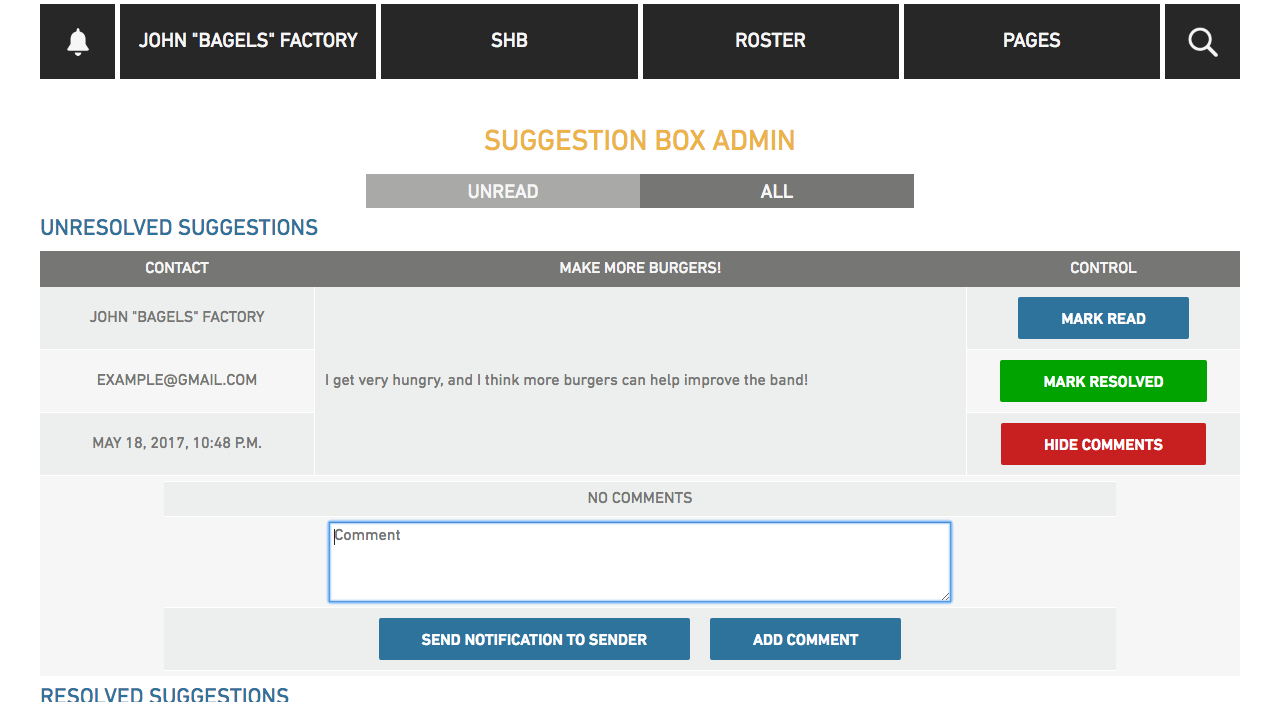 JOHN "BAGELS" FACTORY
SHB
ROSTER
PAGES
SUGGESTION BOX ADMIN
UNREAD
ALL
UNRESOLVED SUGGESTIONS
CONTACT
MAKE MORE BURGERS!
CONTROL
JOHN "BAGELS" FACTORY
MARK READ
EXAMPLE@GMAIL.COM
I get very hungry, and I think more burgers can help improve the band!
MARK RESOLVED
MAY 18, 2017, 10:48 P.M.
HIDE COMMENTS
NO COMMENTS
Comment
SEND NOTIFICATION TO SENDER
ADD COMMENT
RESOLVED SUGGESTIONS